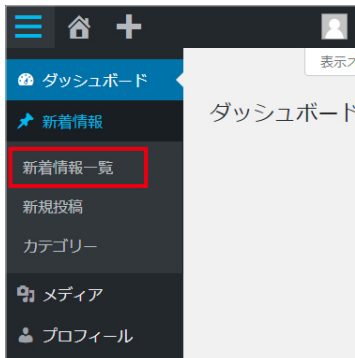 表示
ダッシュボード
ダッシュボード
新着情報
新着情報一覧
新規投稿
カテゴリー
メディア
プロフィール